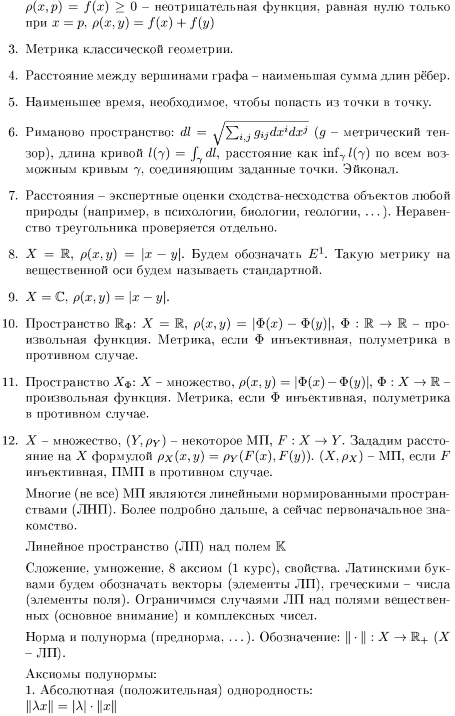 ρ(x, p) = f(x) ≥ 0 – неотрицательная функция, равная нулю только
при x = p, ρ(x, y) = f(x) + f(y)
3. Метрика классической геометрии.
4. Расстояние между вершинами графа – наименьшая сумма длин рёбер.
5. Наименьшее время, необходимое, чтобы попасть из точки в точку.
6. Риманово пространство: dl = √(∑_{i,j} g_{ij}dx^i dx^j) (g – метрический тен-
зор), длина кривой l(γ) = ∫_γ dl, расстояние как inf_γ l(γ) по всем воз-
можным кривым γ, соединяющим заданные точки. Эйконал.
7. Расстояния – экспертные оценки сходства-несходства объектов любой
природы (например, в психологии, биологии, геологии, . . . ). Неравен-
ство треугольника проверяется отдельно.
8. X = ℝ, ρ(x, y) = |x − y|. Будем обозначать E¹. Такую метрику на
вещественной оси будем называеть стандартной.
9. X = ℂ, ρ(x, y) = |x − y|.
10. Пространство ℝ_Φ: X = ℝ, ρ(x, y) = |Φ(x) − Φ(y)|, Φ : ℝ → ℝ – про-
извольная функция. Метрика, если Φ инъективная, полуметрика в
противном случае.
11. Пространство X_Φ: X – множество, ρ(x, y) = |Φ(x) − Φ(y)|, Φ : X → ℝ –
произвольная функция. Метрика, если Φ инъективная, полуметрика
в противном случае.
12. X – множество, (Y, ρ_Y) – некоторое МП, F : X → Y. Зададим рассто-
яние на X формулой ρ_X(x, y) = ρ_Y(F(x), F(y)). (X, ρ_X) – МП, если F
инъективная, ПМП в противном случае.
Многие (не все) МП являются линейными нормированными простран-
ствами (ЛНП). Более подробно дальше, а сейчас первоначальное зна-
комство.
Линейное пространство (ЛП) над полем 𝕂
Сложение, умножение, 8 аксиом (1 курс), свойства. Латинскими бук-
вами будем обозначать векторы (элементы ЛП), греческими – числа
(элементы поля). Ограничимся случаями ЛП над полями веществен-
ных (основное внимание) и комплексных чисел.
Норма и полунорма (преднорма, . . . ). Обозначение: ‖ · ‖ : X → ℝ₊ (X
– ЛП).
Аксиомы полунормы:
1. Абсолютная (положительная) однородность:
‖λx‖ = |λ| · ‖x‖